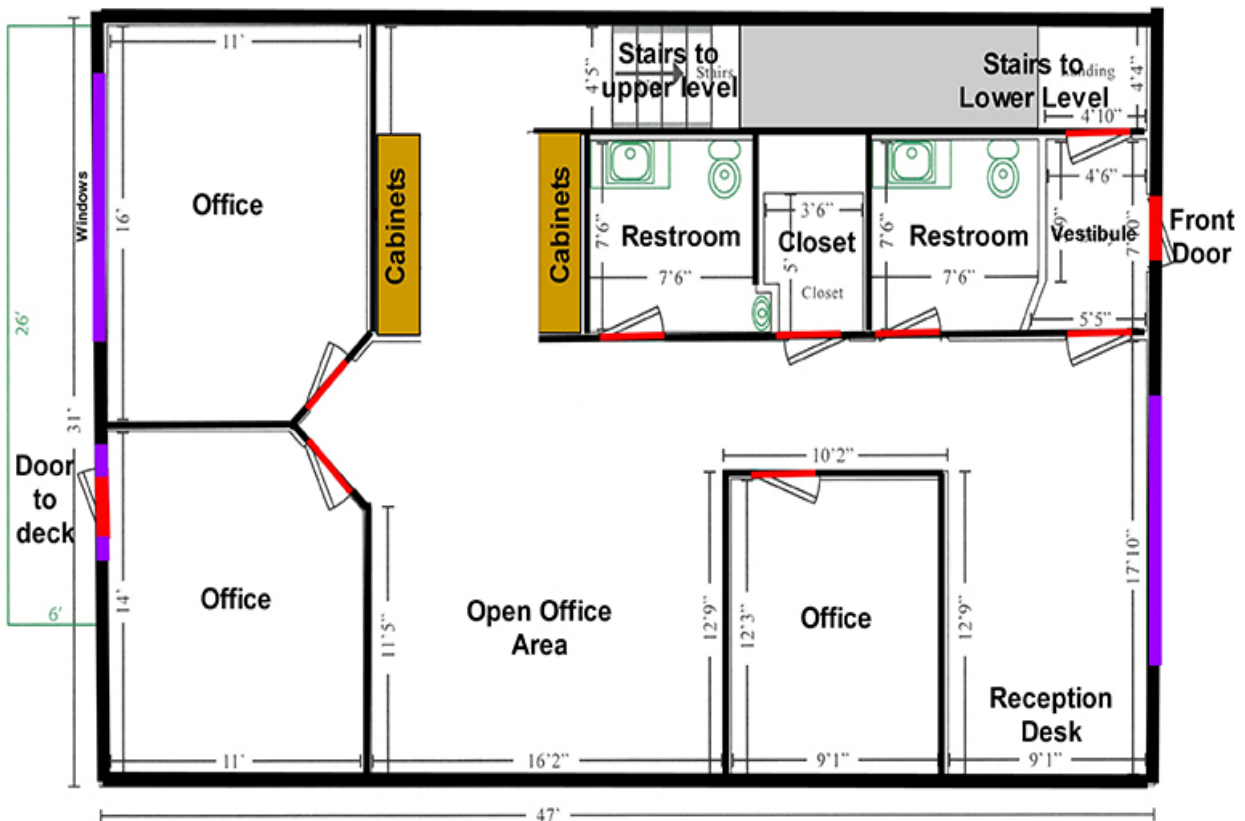 11'
Stairs to
upper level
Stairs
4'5"
Stairs to
Lower Level
Landing
4'4"
4'10"
Windows
16'
Office
Cabinets
Cabinets
7'6"
Restroom
7'6"
3'6"
Closet
5'
Closet
7'6"
Restroom
7'6"
4'6"
Vestibule
5'5"
Front
Door
26'
31'
6'
Door
to
deck
14'
Office
11'
11'5"
Open Office
Area
16'2"
10'2"
12'9"
12'3"
Office
9'1"
12'9"
17'10"
Reception
Desk
9'1"
47'